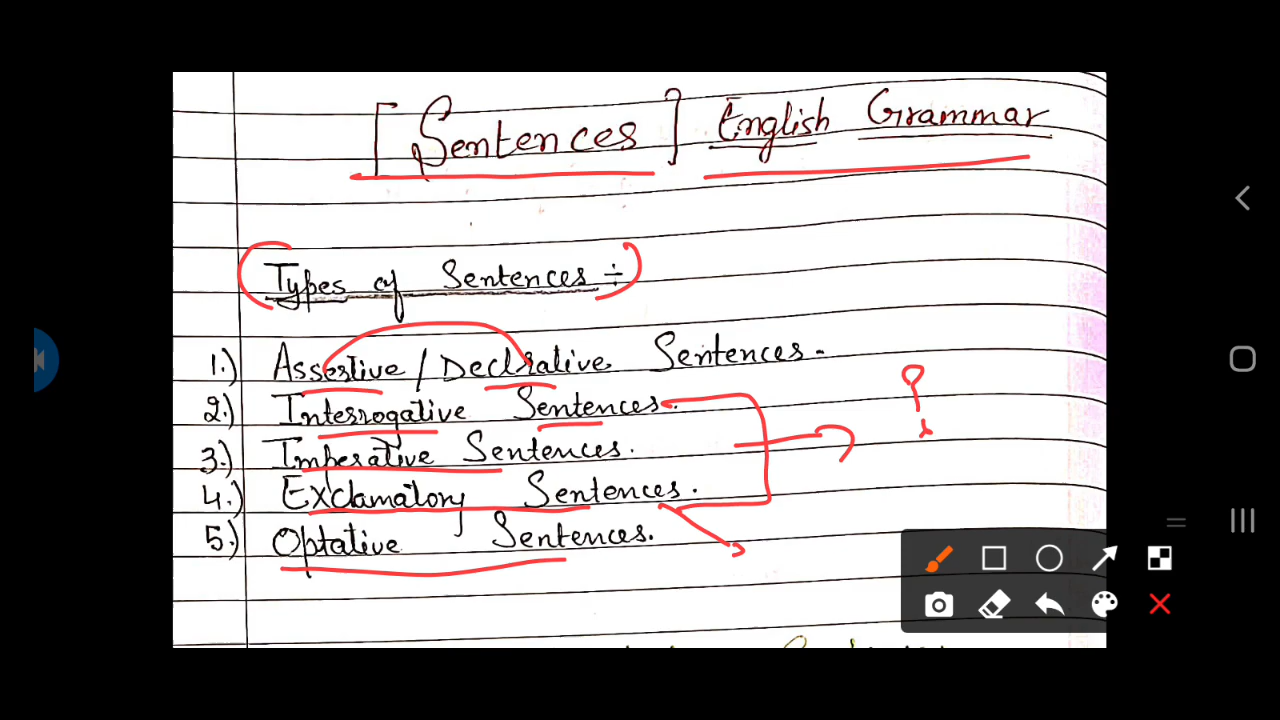 [Sentences] English Grammar
Types of Sentences ÷
1.) Assertive / Declrative Sentences.
2.) Interrogative Sentences.
3.) Imperative Sentences.
4.) Exclamatory Sentences.
5.) Optative Sentences.
?